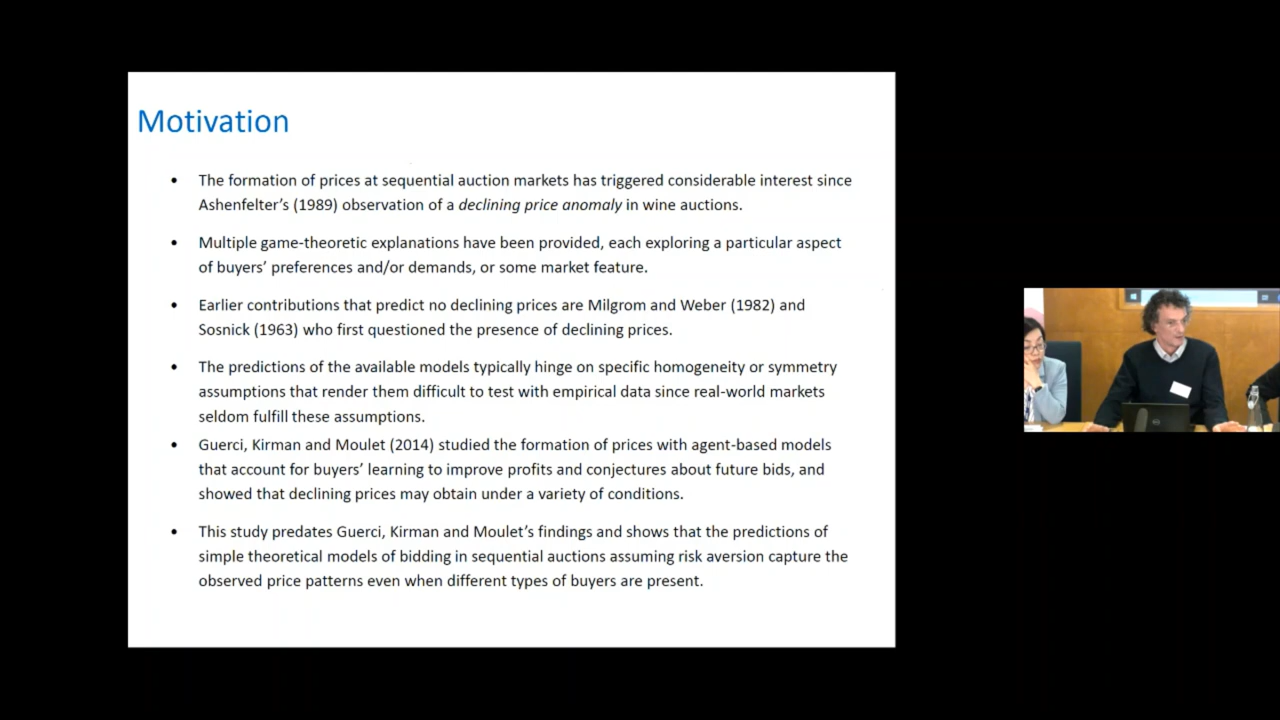 Motivation
• The formation of prices at sequential auction markets has triggered considerable interest since
Ashenfelter's (1989) observation of a declining price anomaly in wine auctions.
• Multiple game-theoretic explanations have been provided, each exploring a particular aspect
of buyers' preferences and/or demands, or some market feature.
• Earlier contributions that predict no declining prices are Milgrom and Weber (1982) and
Sosnick (1963) who first questioned the presence of declining prices.
• The predictions of the available models typically hinge on specific homogeneity or symmetry
assumptions that render them difficult to test with empirical data since real-world markets
seldom fulfill these assumptions.
• Guerci, Kirman and Moulet (2014) studied the formation of prices with agent-based models
that account for buyers' learning to improve profits and conjectures about future bids, and
showed that declining prices may obtain under a variety of conditions.
• This study predates Guerci, Kirman and Moulet's findings and shows that the predictions of
simple theoretical models of bidding in sequential auctions assuming risk aversion capture the
observed price patterns even when different types of buyers are present.